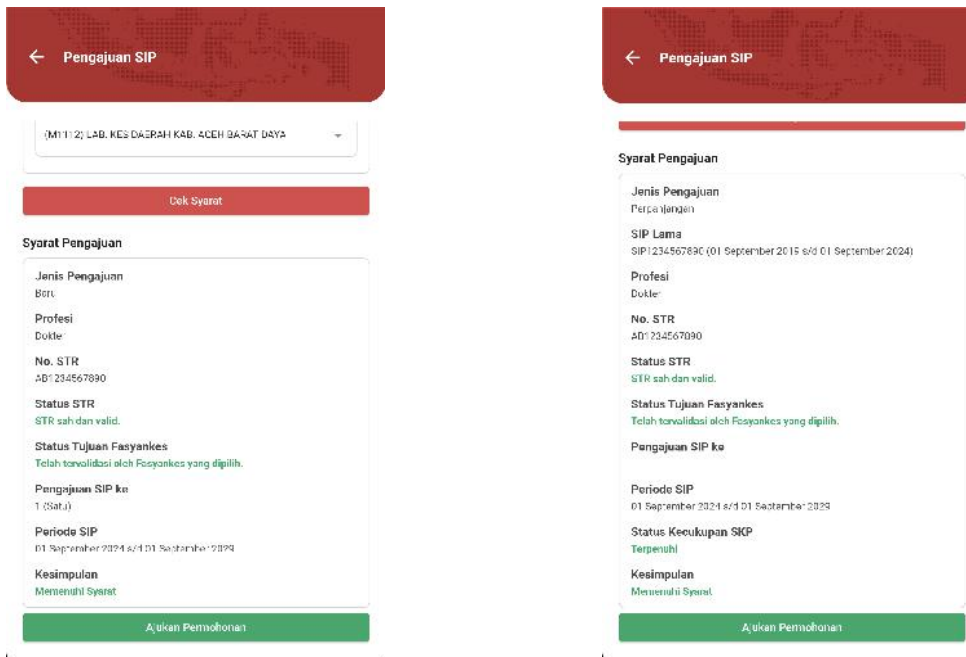 Pengajuan SIP
(M1112) LAB. KES DAERAH KAB. ACEH BARAT DAYA
Cek Syarat
Syarat Pengajuan
Jenis Pengajuan
Baru
Profesi
Dokter
No. STR
AB1234567890
Status STR
STR sah dan valid.
Status Tujuan Fasyankes
Telah tervalidasi oleh Fasyankes yang dipilih.
Pengajuan SIP ke
1 (Satu)
Periode SIP
01 September 2024 s/d 01 September 2029
Kesimpulan
Memenuhi Syarat
Ajukan Permohonan
Pengajuan SIP
Syarat Pengajuan
Jenis Pengajuan
Perpanjangan
SIP Lama
SIP1234567890 (01 September 2019 s/d 01 September 2024)
Profesi
Dokter
No. STR
AB1234567890
Status STR
STR sah dan valid.
Status Tujuan Fasyankes
Telah tervalidasi oleh Fasyankes yang dipilih.
Pengajuan SIP ke
Periode SIP
01 September 2024 s/d 01 September 2029
Status Kecukupan SKP
Terpenuhi
Kesimpulan
Memenuhi Syarat
Ajukan Permohonan